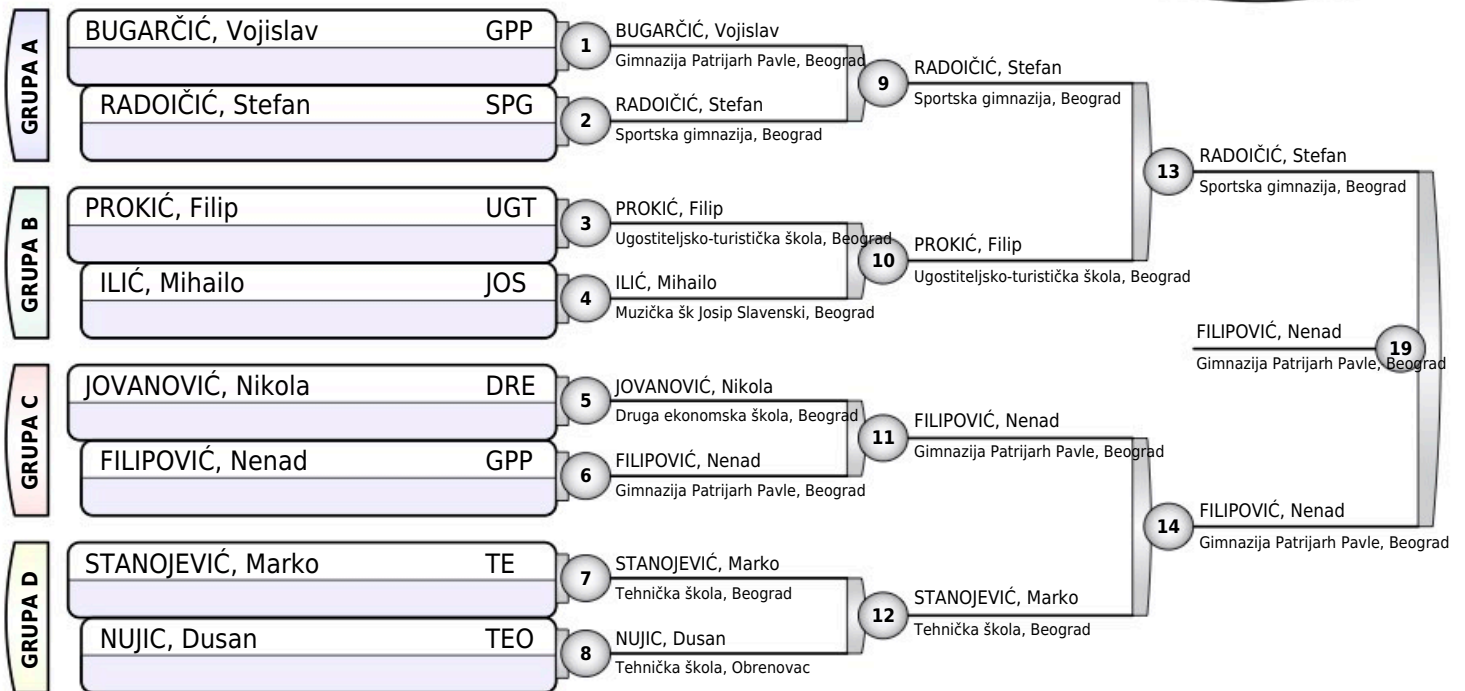 GRUPA A
BUGARČIĆ, Vojislav GPP
RADOIČIĆ, Stefan SPG
1
BUGARČIĆ, Vojislav
Gimnazija Patrijarh Pavle, Beograd
2
RADOIČIĆ, Stefan
Sportska gimnazija, Beograd
9
RADOIČIĆ, Stefan
Sportska gimnazija, Beograd
GRUPA B
PROKIĆ, Filip UGT
ILIĆ, Mihailo JOS
3
PROKIĆ, Filip
Ugostiteljsko-turistička škola, Beograd
4
ILIĆ, Mihailo
Muzička šk Josip Slavenski, Beograd
10
PROKIĆ, Filip
Ugostiteljsko-turistička škola, Beograd
13
RADOIČIĆ, Stefan
Sportska gimnazija, Beograd
GRUPA C
JOVANOVIĆ, Nikola DRE
FILIPOVIĆ, Nenad GPP
5
JOVANOVIĆ, Nikola
Druga ekonomska škola, Beograd
6
FILIPOVIĆ, Nenad
Gimnazija Patrijarh Pavle, Beograd
11
FILIPOVIĆ, Nenad
Gimnazija Patrijarh Pavle, Beograd
GRUPA D
STANOJEVIĆ, Marko TE
NUJIC, Dusan TEO
7
STANOJEVIĆ, Marko
Tehnička škola, Beograd
8
NUJIC, Dusan
Tehnička škola, Obrenovac
12
STANOJEVIĆ, Marko
Tehnička škola, Beograd
14
FILIPOVIĆ, Nenad
Gimnazija Patrijarh Pavle, Beograd
19
FILIPOVIĆ, Nenad
Gimnazija Patrijarh Pavle, Beograd